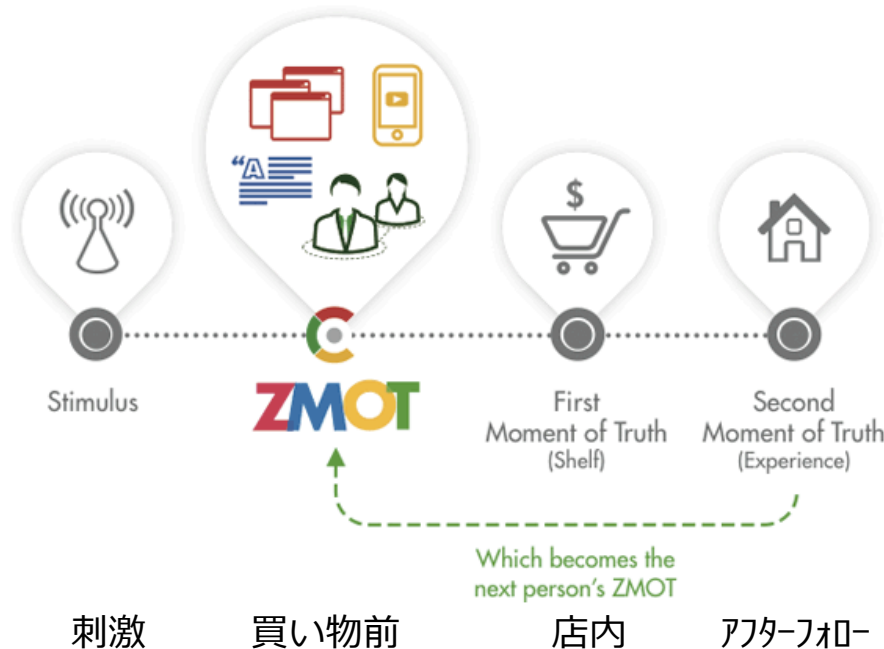 $
"A
Stimulus
ZMOT
First
Moment of Truth
(Shelf)
Second
Moment of Truth
(Experience)
Which becomes the
next person's ZMOT
刺激
買い物前
店内
ｱﾌﾀｰﾌｫﾛｰ